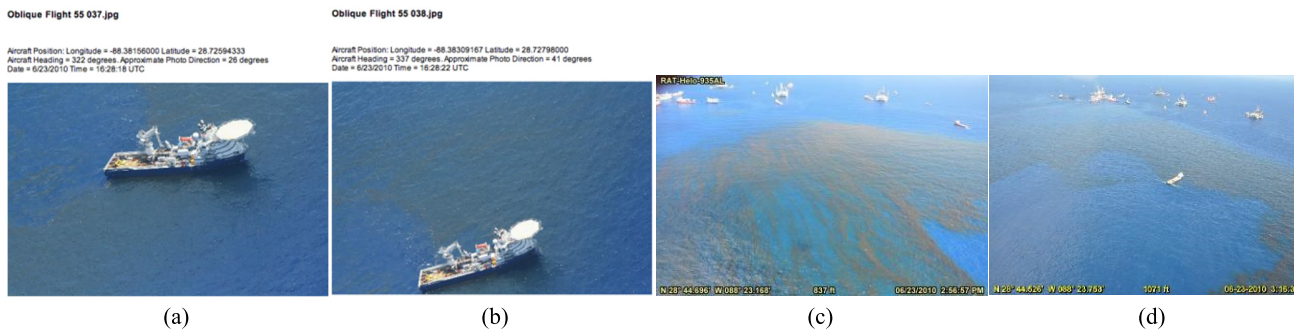 Oblique Flight 55 037.jpg
Aircraft Position: Longitude = -88.38156000 Latitude = 28.72594333
Aircraft Heading = 322 degrees. Approximate Photo Direction = 26 degrees
Date = 6/23/2010 Time = 16:28:18 UTC
Oblique Flight 55 038.jpg
Aircraft Position: Longitude = -88.38309167 Latitude = 28.72798000
Aircraft Heading = 337 degrees. Approximate Photo Direction = 41 degrees
Date = 6/23/2010 Time = 16:28:22 UTC
RAT-Helo-935AL
N 28° 44.696' W 088° 23.168' 837 ft 06/23/2010 2:56:57 PM
N 28° 44.526' W 088° 23.753' 1071 ft 06-23-2010
(a)
(b)
(c)
(d)